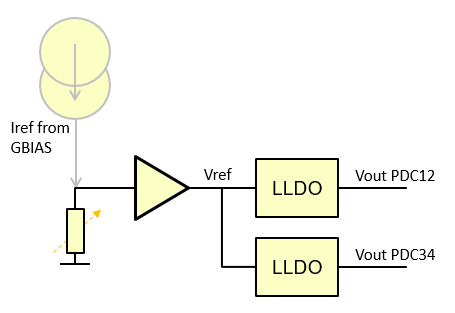 Iref from
GBIAS
Vref
LLDO
Vout PDC12
LLDO
Vout PDC34